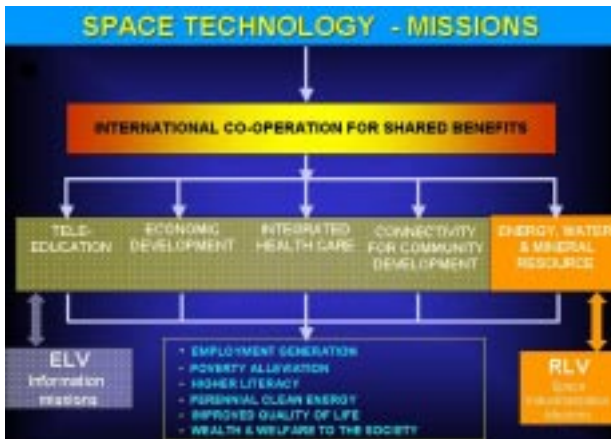 SPACE TECHNOLOGY - MISSIONS
INTERNATIONAL CO-OPERATION FOR SHARED BENEFITS
TELE-
EDUCATION
ECONOMIC
DEVELOPMENT
INTEGRATED
HEALTH CARE
CONNECTIVITY
FOR COMMUNITY
DEVELOPMENT
ENERGY, WATER
& MINERAL
RESOURCE
ELV
Information
missions
- EMPLOYMENT GENERATION
- POVERTY ALLEVIATION
- HIGHER LITERACY
- PERENNIAL CLEAN ENERGY
- IMPROVED QUALITY OF LIFE
- WEALTH & WELFARE TO THE SOCIETY
RLV
Space